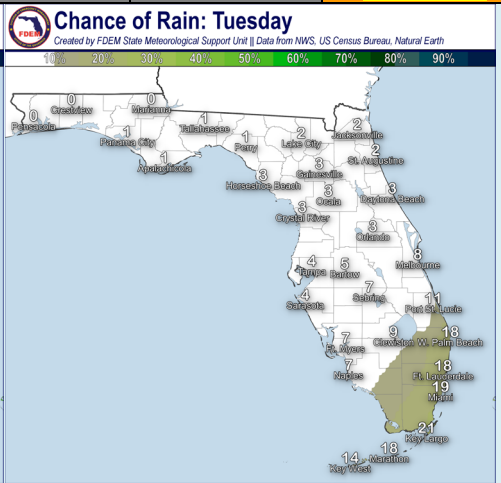 FDEM
Chance of Rain: Tuesday
Created by FDEM State Meteorological Support Unit || Data from NWS, US Census Bureau, Natural Earth
10% 20% 30% 40% 50% 60% 70% 80% 90%
0
Pensacola
0
Crestview
0
Marianna
1
Panama City
1
Apalachicola
1
Tallahassee
1
Perry
2
Lake City
2
Jacksonville
2
St. Augustine
3
Gainesville
3
Horseshoe Beach
3
Ocala
3
Daytona Beach
3
Crystal River
3
Orlando
8
Melbourne
4
Tampa
5
Bartow
7
Sebring
4
Sarasota
11
Port St. Lucie
7
Ft. Myers
9
Clewiston
18
W. Palm Beach
7
Naples
18
Ft. Lauderdale
19
Miami
21
Key Largo
18
Marathon
14
Key West